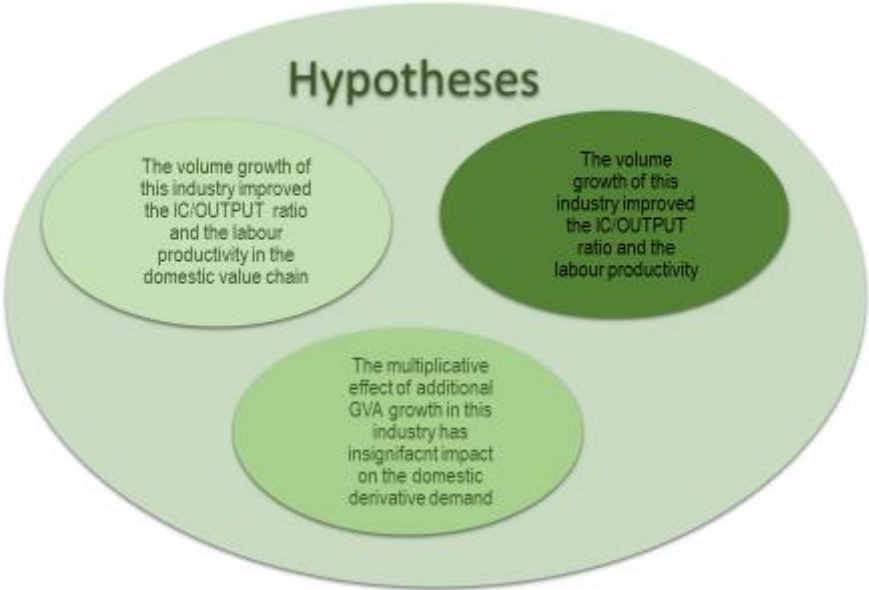 Hypotheses
The volume growth of
this industry improved
the IC/OUTPUT ratio
and the labour
productivity in the
domestic value chain
The volume
growth of this
industry improved
the IC/OUTPUT
ratio and the
labour productivity
The multiplicative
effect of additional
GVA growth in this
industry has
insignifacnt impact
on the domestic
derivative demand